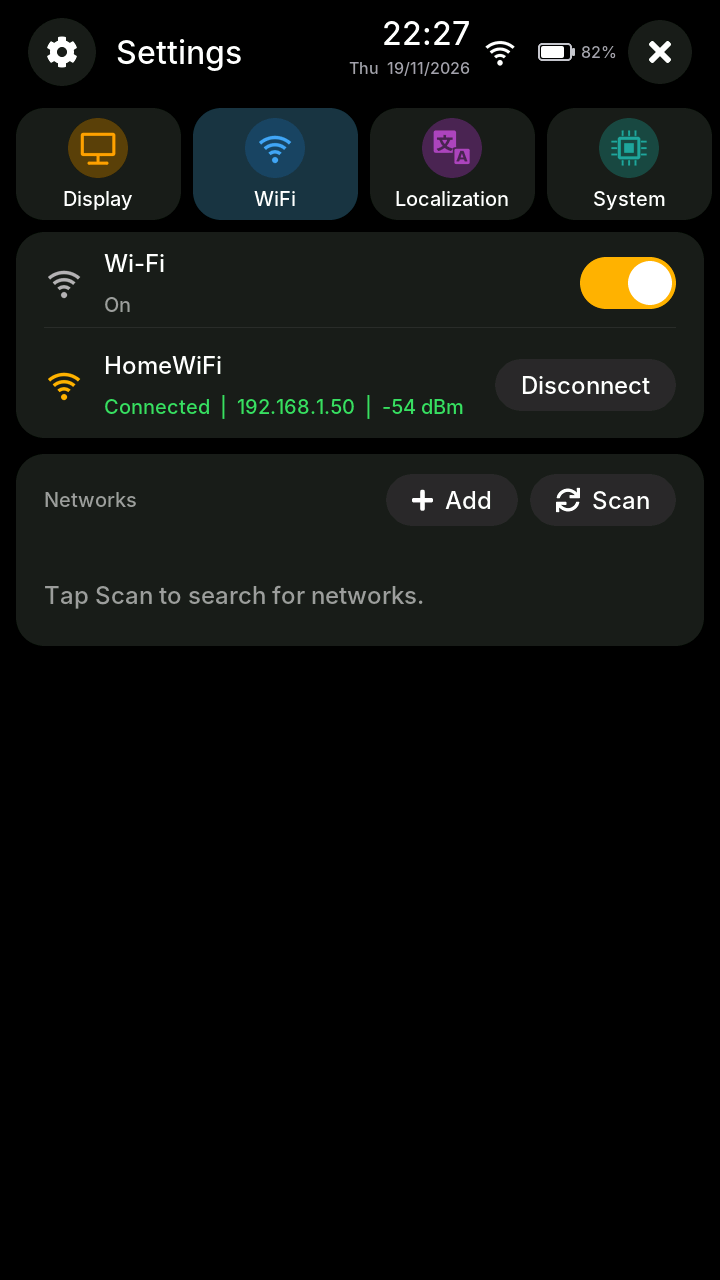 Settings
22:27
Thu 19/11/2026
82%
Display
WiFi
文 A
Localization
System
Wi-Fi
On
HomeWiFi
Connected | 192.168.1.50 | -54 dBm
Disconnect
Networks
Add
Scan
Tap Scan to search for networks.